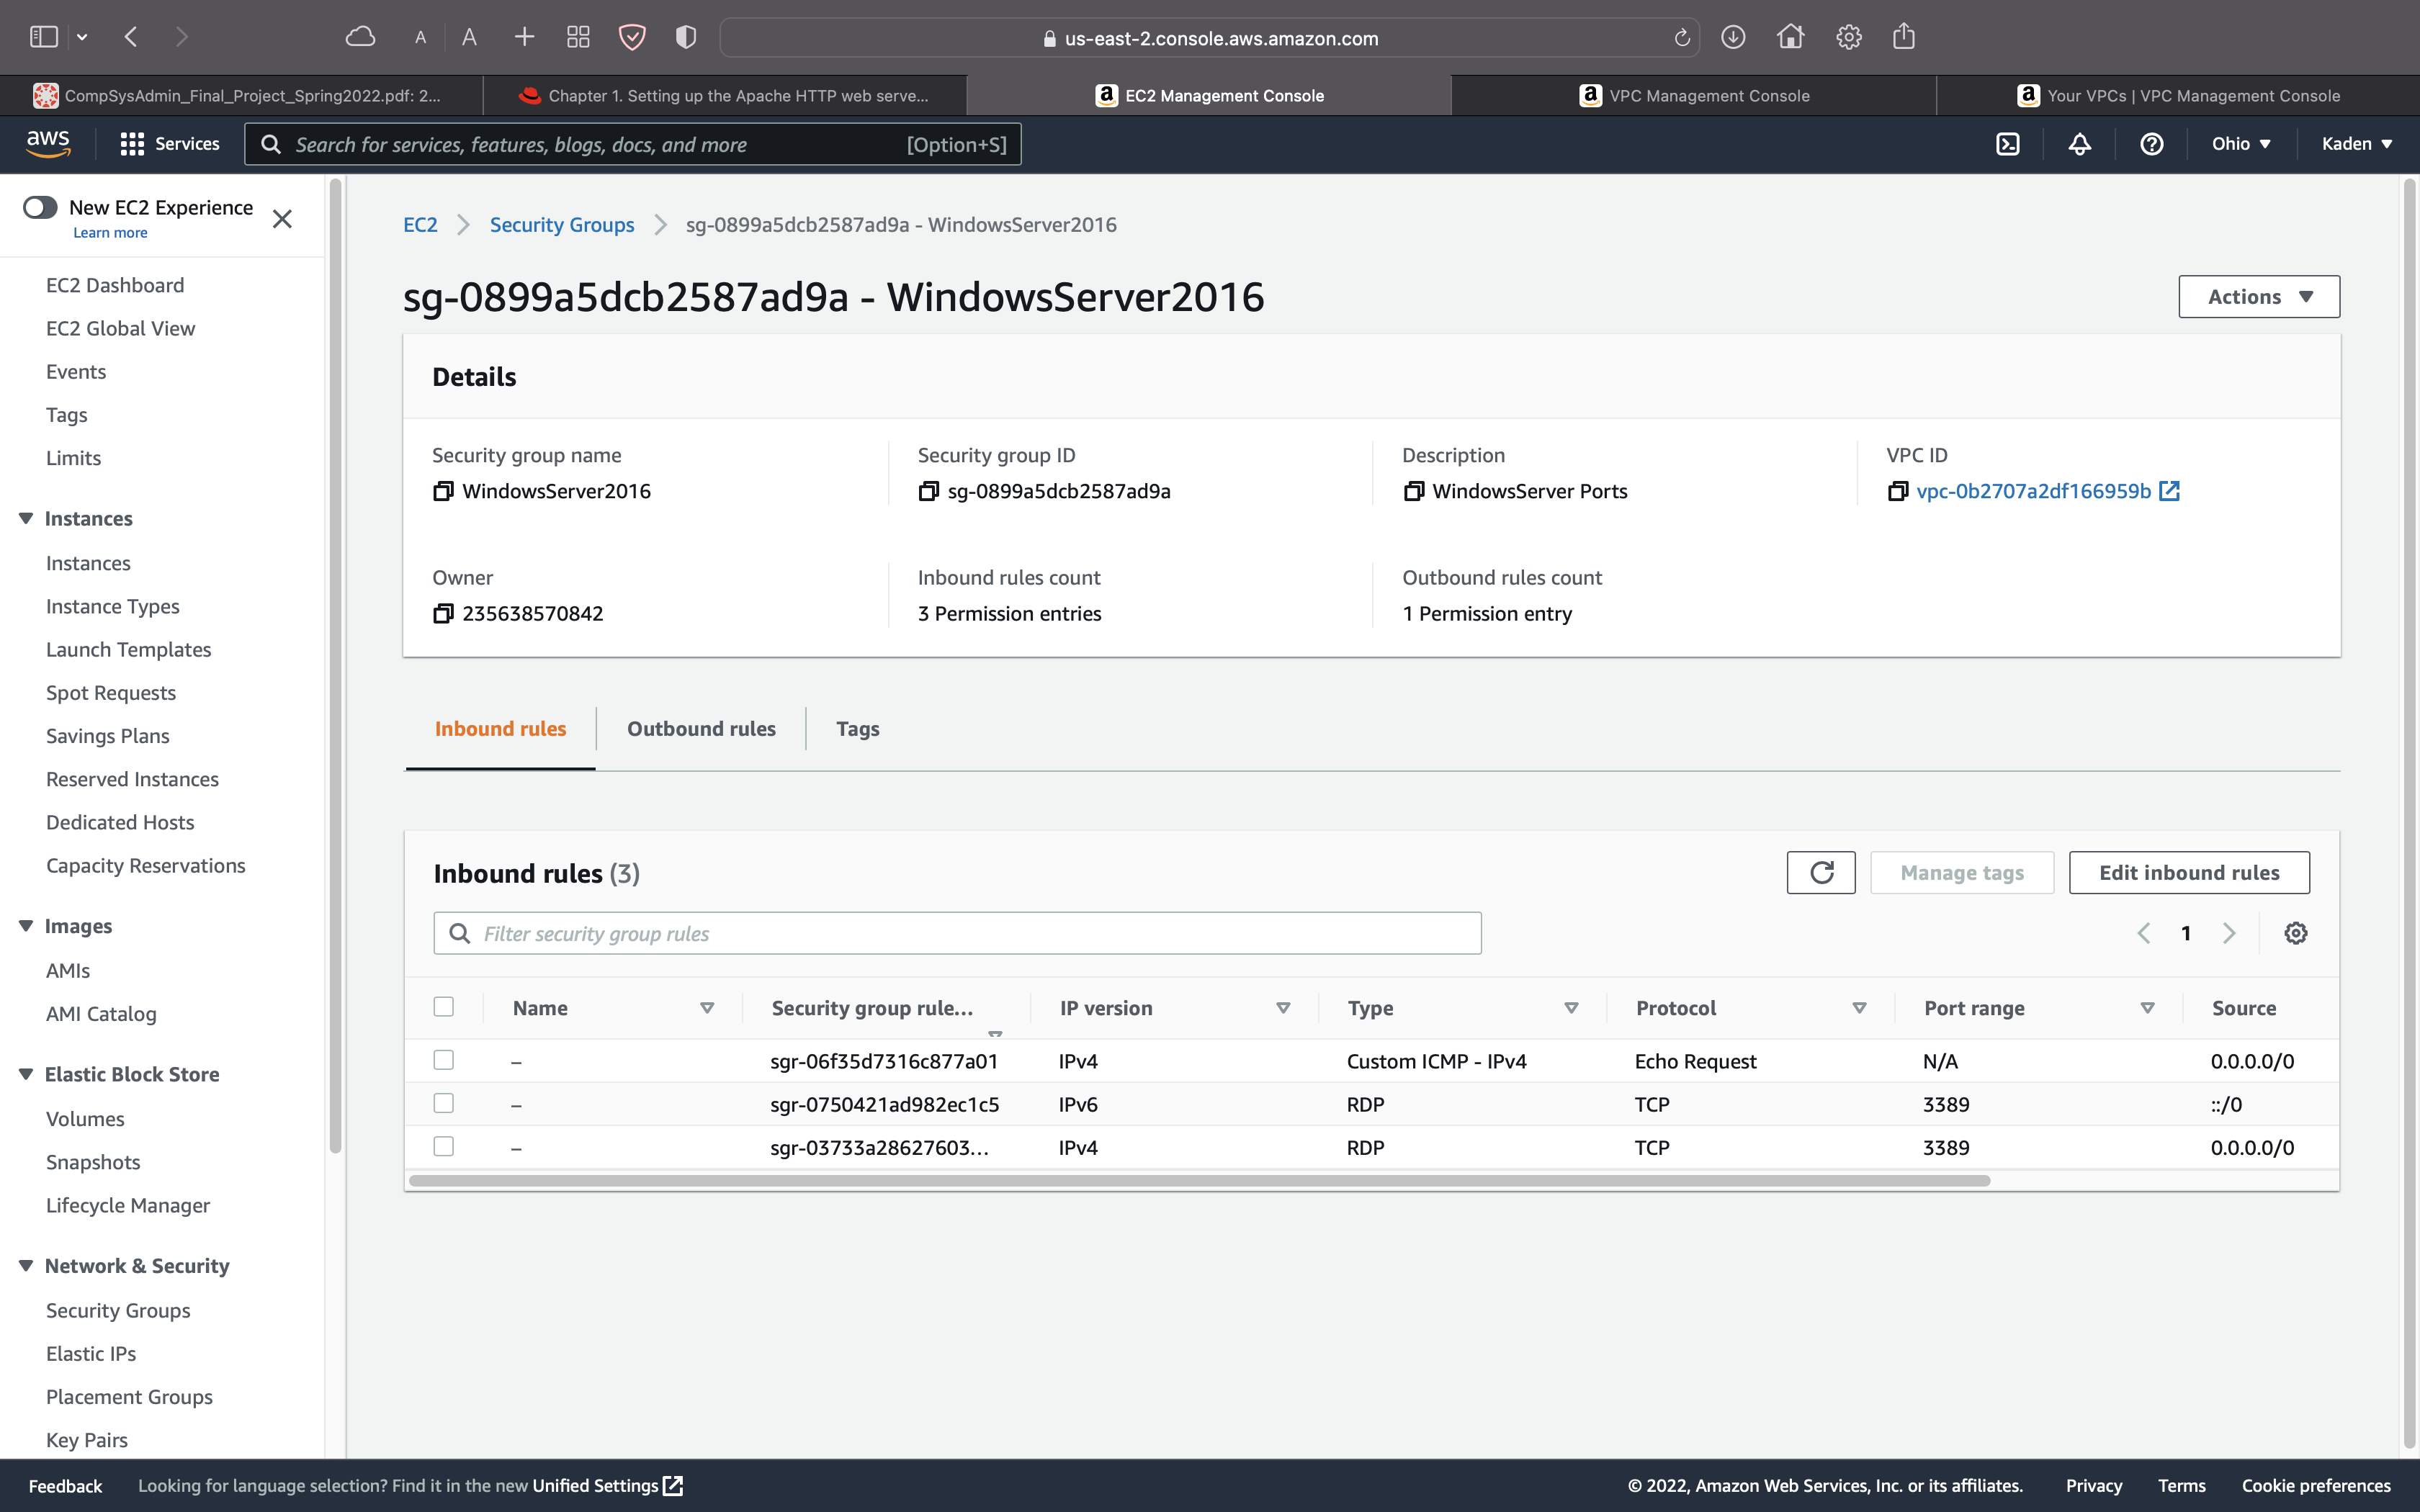 A A us-east-2.console.aws.amazon.com
CompSysAdmin_Final_Project_Spring2022.pdf: 2... Chapter 1. Setting up the Apache HTTP web serve... EC2 Management Console VPC Management Console Your VPCs | VPC Management Console
aws Services Search for services, features, blogs, docs, and more [Option+S] Ohio Kaden
New EC2 Experience
Learn more
EC2 Dashboard
EC2 Global View
Events
Tags
Limits
Instances
Instances
Instance Types
Launch Templates
Spot Requests
Savings Plans
Reserved Instances
Dedicated Hosts
Capacity Reservations
Images
AMIs
AMI Catalog
Elastic Block Store
Volumes
Snapshots
Lifecycle Manager
Network & Security
Security Groups
Elastic IPs
Placement Groups
Key Pairs
EC2 Security Groups sg-0899a5dcb2587ad9a - WindowsServer2016
sg-0899a5dcb2587ad9a - WindowsServer2016
Actions
Details
Security group name Security group ID Description VPC ID
WindowsServer2016 sg-0899a5dcb2587ad9a WindowsServer Ports vpc-0b2707a2df166959b
Owner Inbound rules count Outbound rules count
235638570842 3 Permission entries 1 Permission entry
Inbound rules Outbound rules Tags
Inbound rules (3) Manage tags Edit inbound rules
Filter security group rules 1
Name Security group rule... IP version Type Protocol Port range Source
– sgr-06f35d7316c877a01 IPv4 Custom ICMP - IPv4 Echo Request N/A 0.0.0.0/0
– sgr-0750421ad982ec1c5 IPv6 RDP TCP 3389 ::/0
– sgr-03733a28627603... IPv4 RDP TCP 3389 0.0.0.0/0
Feedback Looking for language selection? Find it in the new Unified Settings © 2022, Amazon Web Services, Inc. or its affiliates. Privacy Terms Cookie preferences